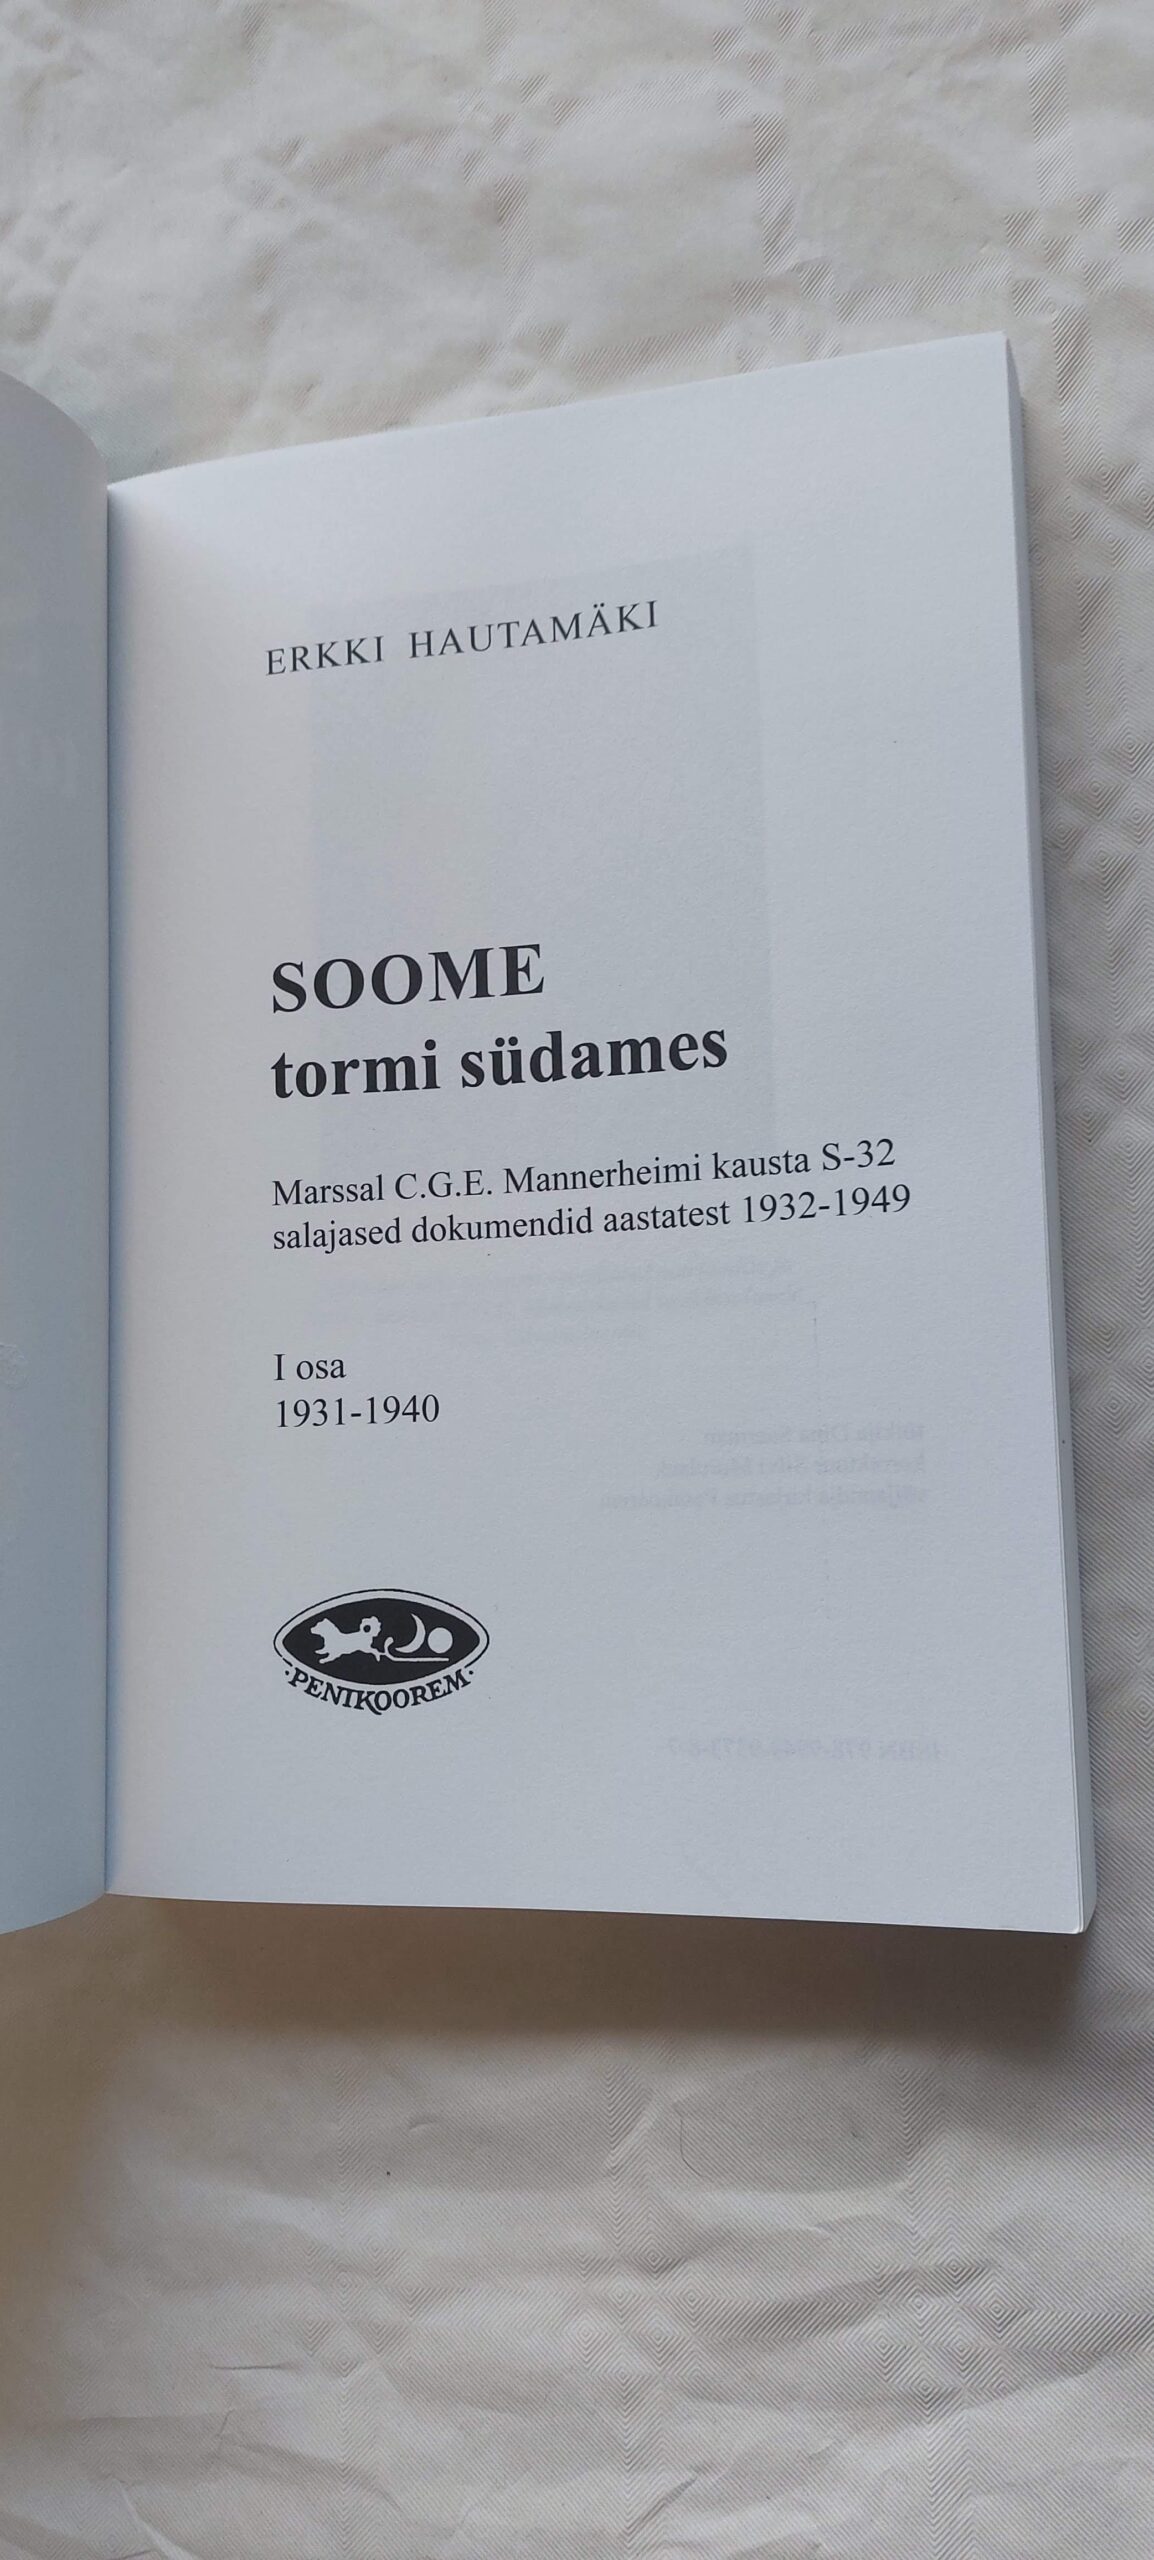 ERKKI HAUTAMÄKI
SOOME
tormi südames
Marssal C.G.E. Mannerheimi kausta S-32
salajased dokumendid aastatest 1932-1949
I osa
1931-1940
·PENIKOOREM·